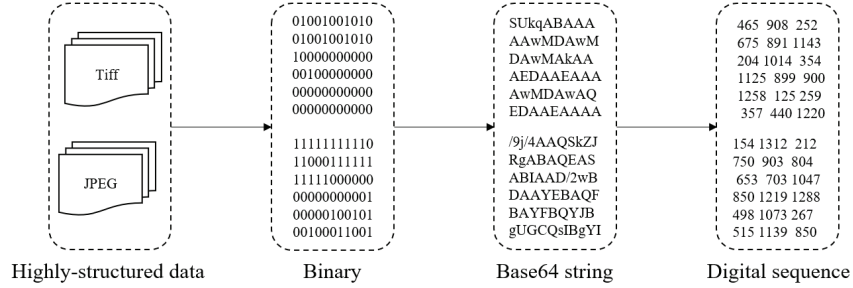 Tiff
JPEG
01001001010
01001001010
10000000000
00100000000
00000000000
00000000000
11111111110
11000111111
11111000000
00000000001
00000100101
00100011001
SUkqABAAA
AAwMDAwM
DAwMAkAA
AEDAAEAAA
AwMDAwAQ
EDAAEAAAA
/9j/4AAQSkZJ
RgABAQEAS
ABIAAD/2wB
DAAYEBAQF
BAYFBQYJB
gUGCQsIBgYI
465 908 252
675 891 1143
204 1014 354
1125 899 900
1258 125 259
357 440 1220
154 1312 212
750 903 804
653 703 1047
850 1219 1288
498 1073 267
515 1139 850
Highly-structured data
Binary
Base64 string
Digital sequence